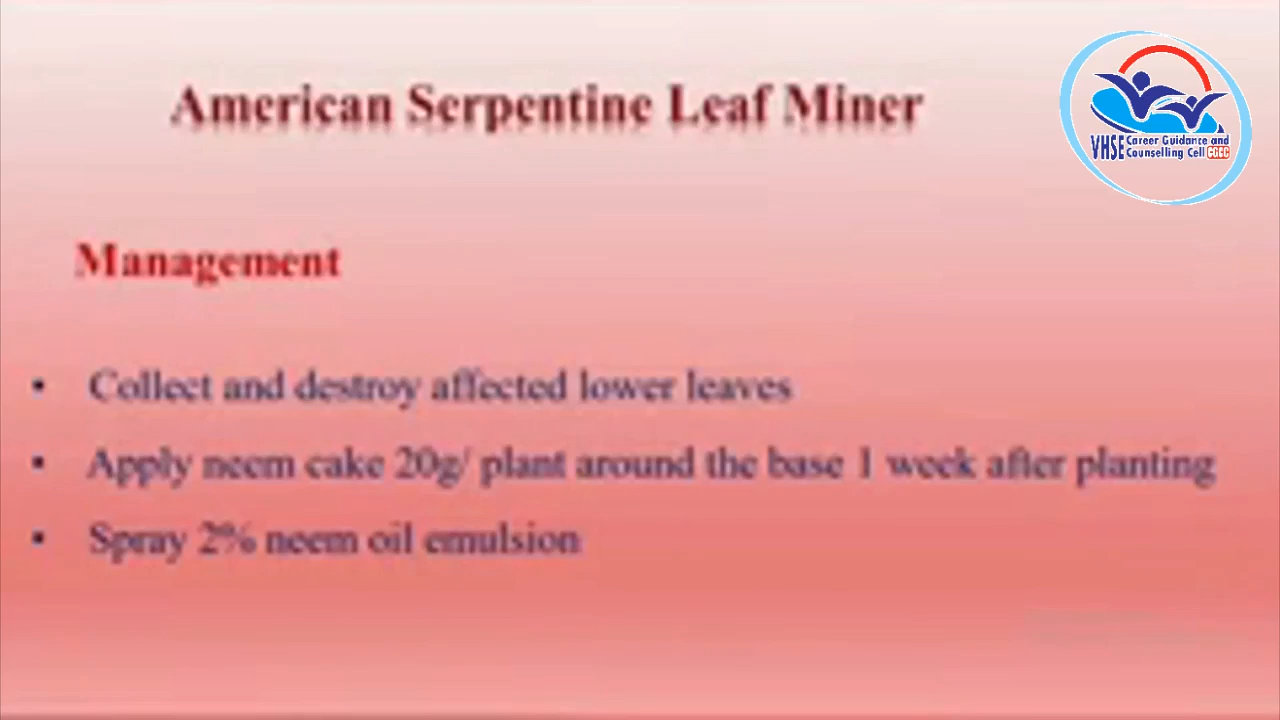 American Serpentine Leaf Miner
VHSE Career Guidance and
Counselling Cell CGCC
Management
• Collect and destroy affected lower leaves
• Apply neem cake 20g/ plant around the base 1 week after planting
• Spray 2% neem oil emulsion